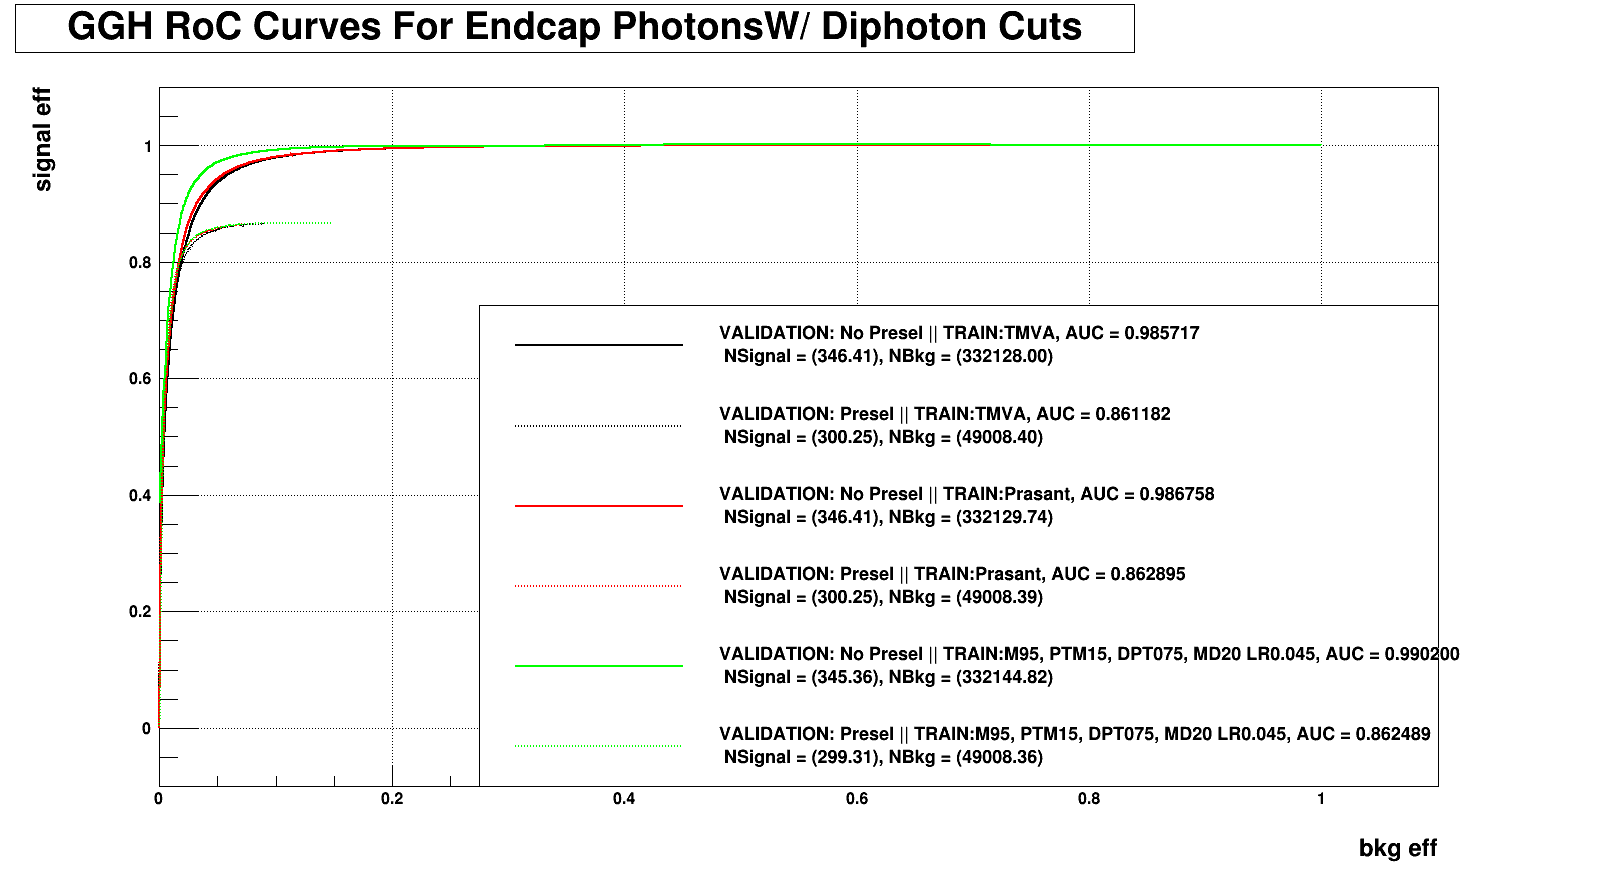 GGH RoC Curves For Endcap PhotonsW/ Diphoton Cuts
signal eff
1
0.8
0.6
0.4
0.2
0
VALIDATION: No Presel || TRAIN:TMVA, AUC = 0.985717
NSignal = (346.41), NBkg = (332128.00)
VALIDATION: Presel || TRAIN:TMVA, AUC = 0.861182
NSignal = (300.25), NBkg = (49008.40)
VALIDATION: No Presel || TRAIN:Prasant, AUC = 0.986758
NSignal = (346.41), NBkg = (332129.74)
VALIDATION: Presel || TRAIN:Prasant, AUC = 0.862895
NSignal = (300.25), NBkg = (49008.39)
VALIDATION: No Presel || TRAIN:M95, PTM15, DPT075, MD20 LR0.045, AUC = 0.990200
NSignal = (345.36), NBkg = (332144.82)
VALIDATION: Presel || TRAIN:M95, PTM15, DPT075, MD20 LR0.045, AUC = 0.862489
NSignal = (299.31), NBkg = (49008.36)
0 0.2 0.4 0.6 0.8 1
bkg eff